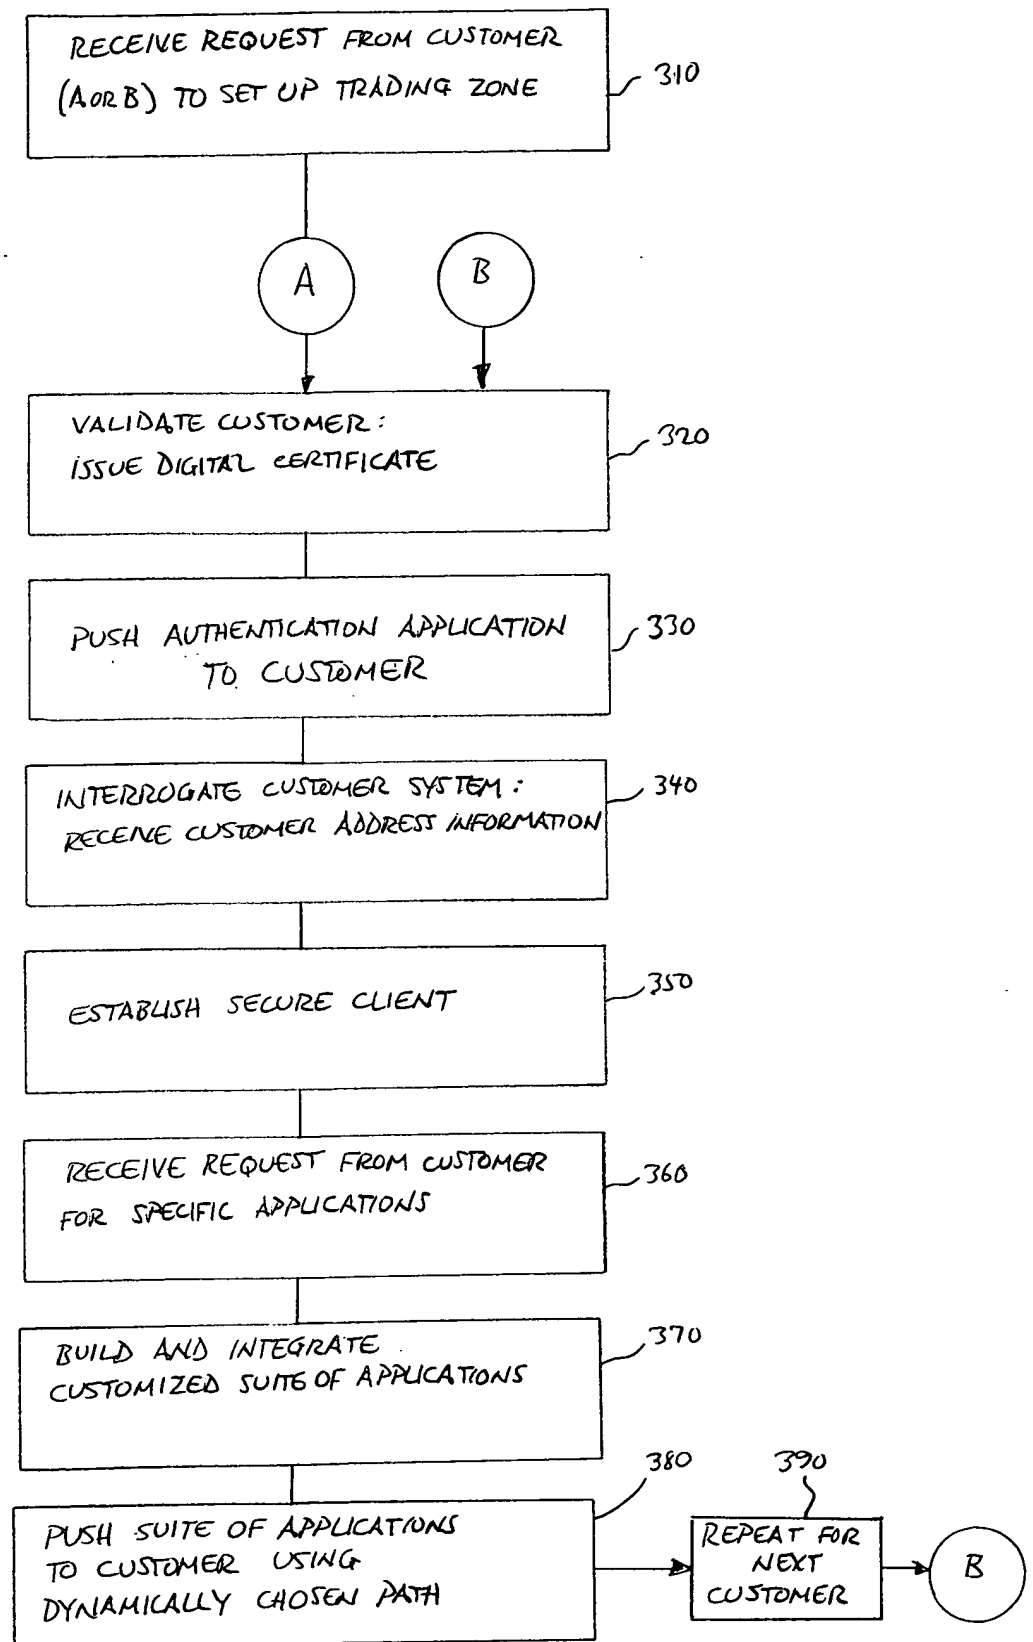 RECEIVE REQUEST FROM CUSTOMER
(A OR B) TO SET UP TRADING ZONE
310
A
B
VALIDATE CUSTOMER:
ISSUE DIGITAL CERTIFICATE
320
PUSH AUTHENTICATION APPLICATION
TO CUSTOMER
330
INTERROGATE CUSTOMER SYSTEM:
RECEIVE CUSTOMER ADDRESS INFORMATION
340
ESTABLISH SECURE CLIENT
350
RECEIVE REQUEST FROM CUSTOMER
FOR SPECIFIC APPLICATIONS
360
BUILD AND INTEGRATE
CUSTOMIZED SUITE OF APPLICATIONS
370
PUSH SUITE OF APPLICATIONS
TO CUSTOMER USING
DYNAMICALLY CHOSEN PATH
380
REPEAT FOR
NEXT
CUSTOMER
390
B